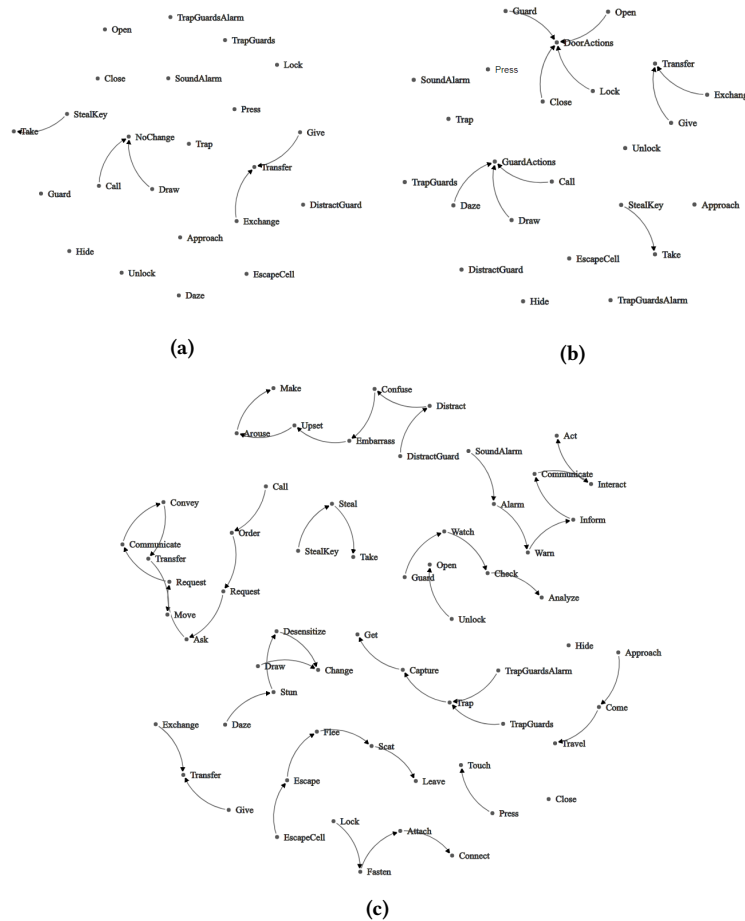 TrapGuardsAlarm
Open
TrapGuards
Lock
Close
SoundAlarm
Press
StealKey
Take
NoChange
Trap
Give
Transfer
Guard
Call
Draw
DistractGuard
Exchange
Approach
Hide
Unlock
EscapeCell
Daze
(a)
Guard
Open
DoorActions
Transfer
Press
SoundAlarm
Exchang
Lock
Close
Trap
Give
Unlock
GuardActions
TrapGuards
Call
Daze
StealKey
Approach
Draw
Take
EscapeCell
DistractGuard
Hide
TrapGuardsAlarm
(b)
Make
Confuse
Distract
Upset
Arouse
Embarrass
Act
DistractGuard
SoundAlarm
Communicate
Interact
Call
Convey
Steal
Alarm
Inform
Order
Communicate
Watch
StealKey
Take
Warn
Transfer
Open
Check
Request
Guard
Request
Analyze
Move
Unlock
Ask
Desensitize
Get
Hide
Approach
Draw
Change
Capture
TrapGuardsAlarm
Stun
Trap
Come
Exchange
Daze
TrapGuards
Flee
Scat
Travel
Touch
Transfer
Escape
Leave
Close
Give
Press
Lock
EscapeCell
Attach
Connect
Fasten
(c)